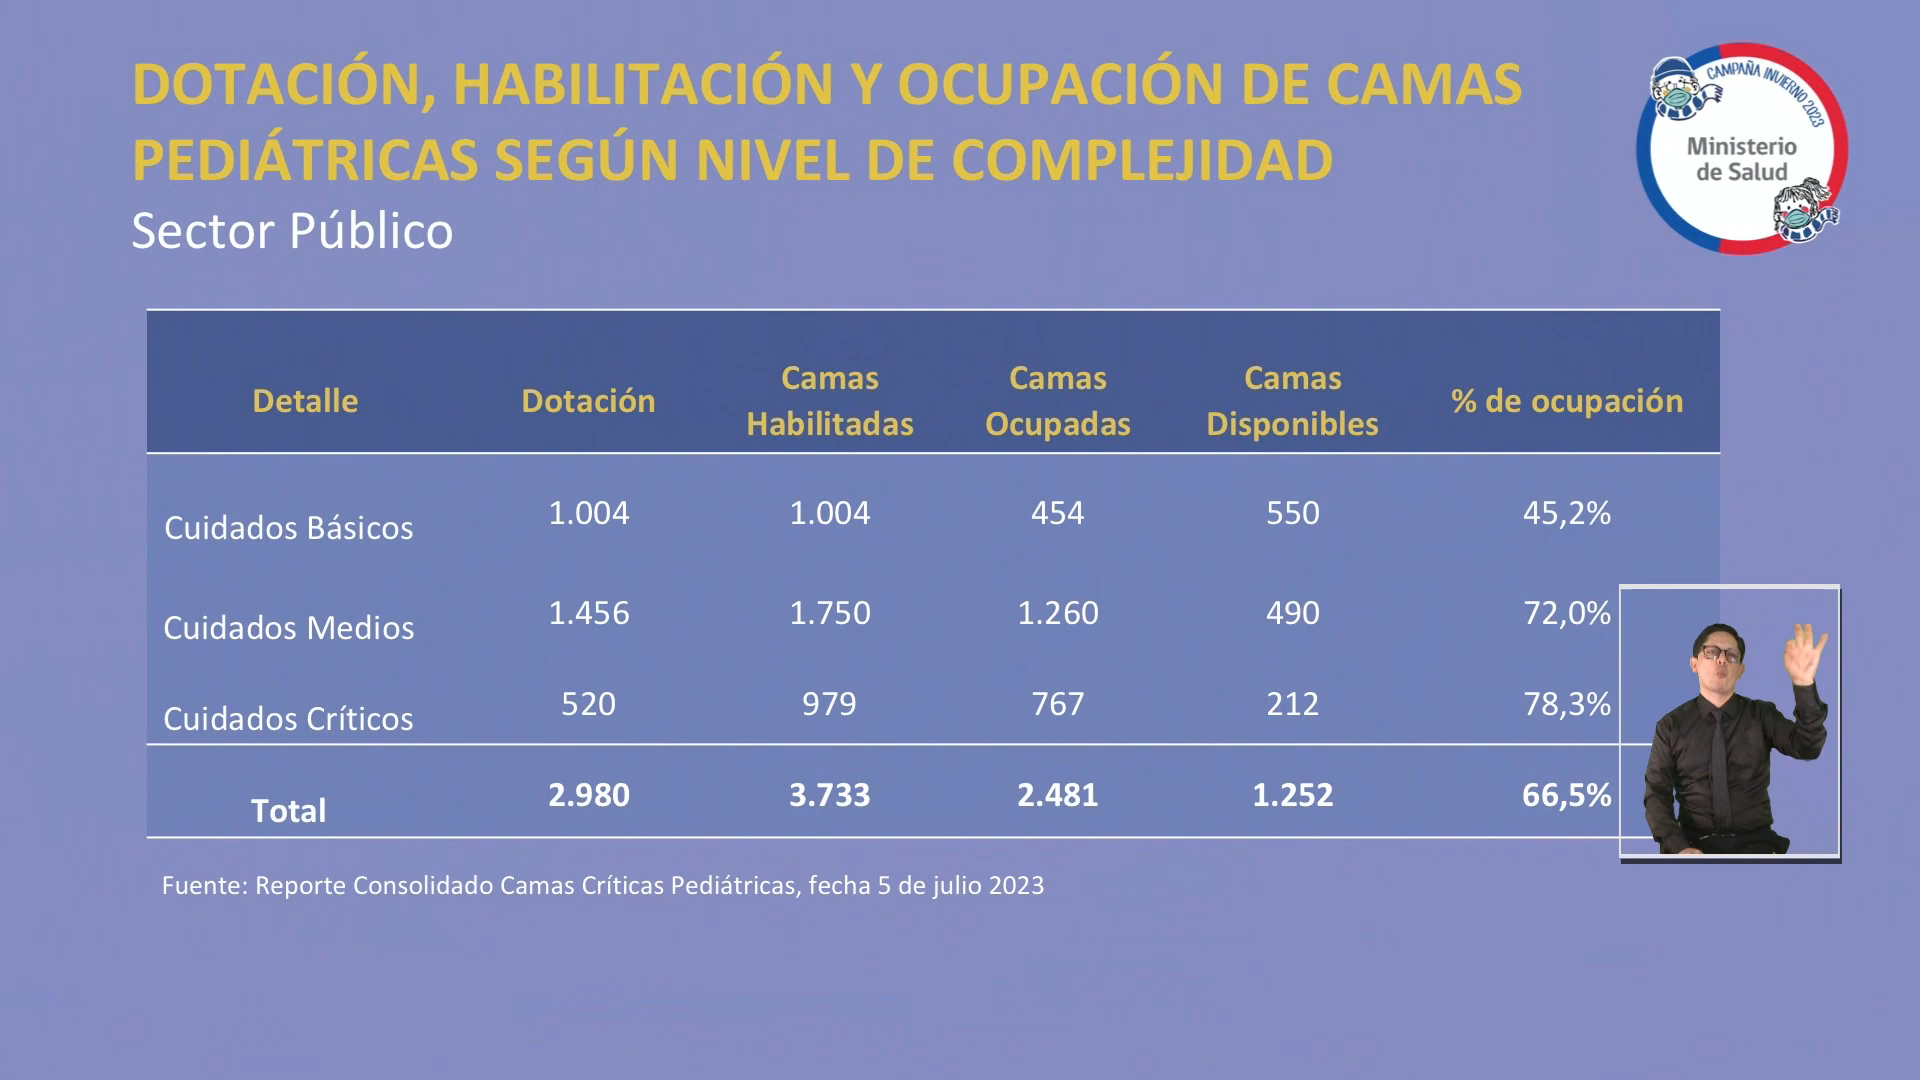 DOTACIÓN, HABILITACIÓN Y OCUPACIÓN DE CAMAS
PEDIÁTRICAS SEGÚN NIVEL DE COMPLEJIDAD
Sector Público
CAMPAÑA INVIERNO 2023
Ministerio
de Salud
Detalle Dotación Camas Habilitadas Camas Ocupadas Camas Disponibles % de ocupación
Cuidados Básicos 1.004 1.004 454 550 45,2%
Cuidados Medios 1.456 1.750 1.260 490 72,0%
Cuidados Críticos 520 979 767 212 78,3%
Total 2.980 3.733 2.481 1.252 66,5%
Fuente: Reporte Consolidado Camas Críticas Pediátricas, fecha 5 de julio 2023